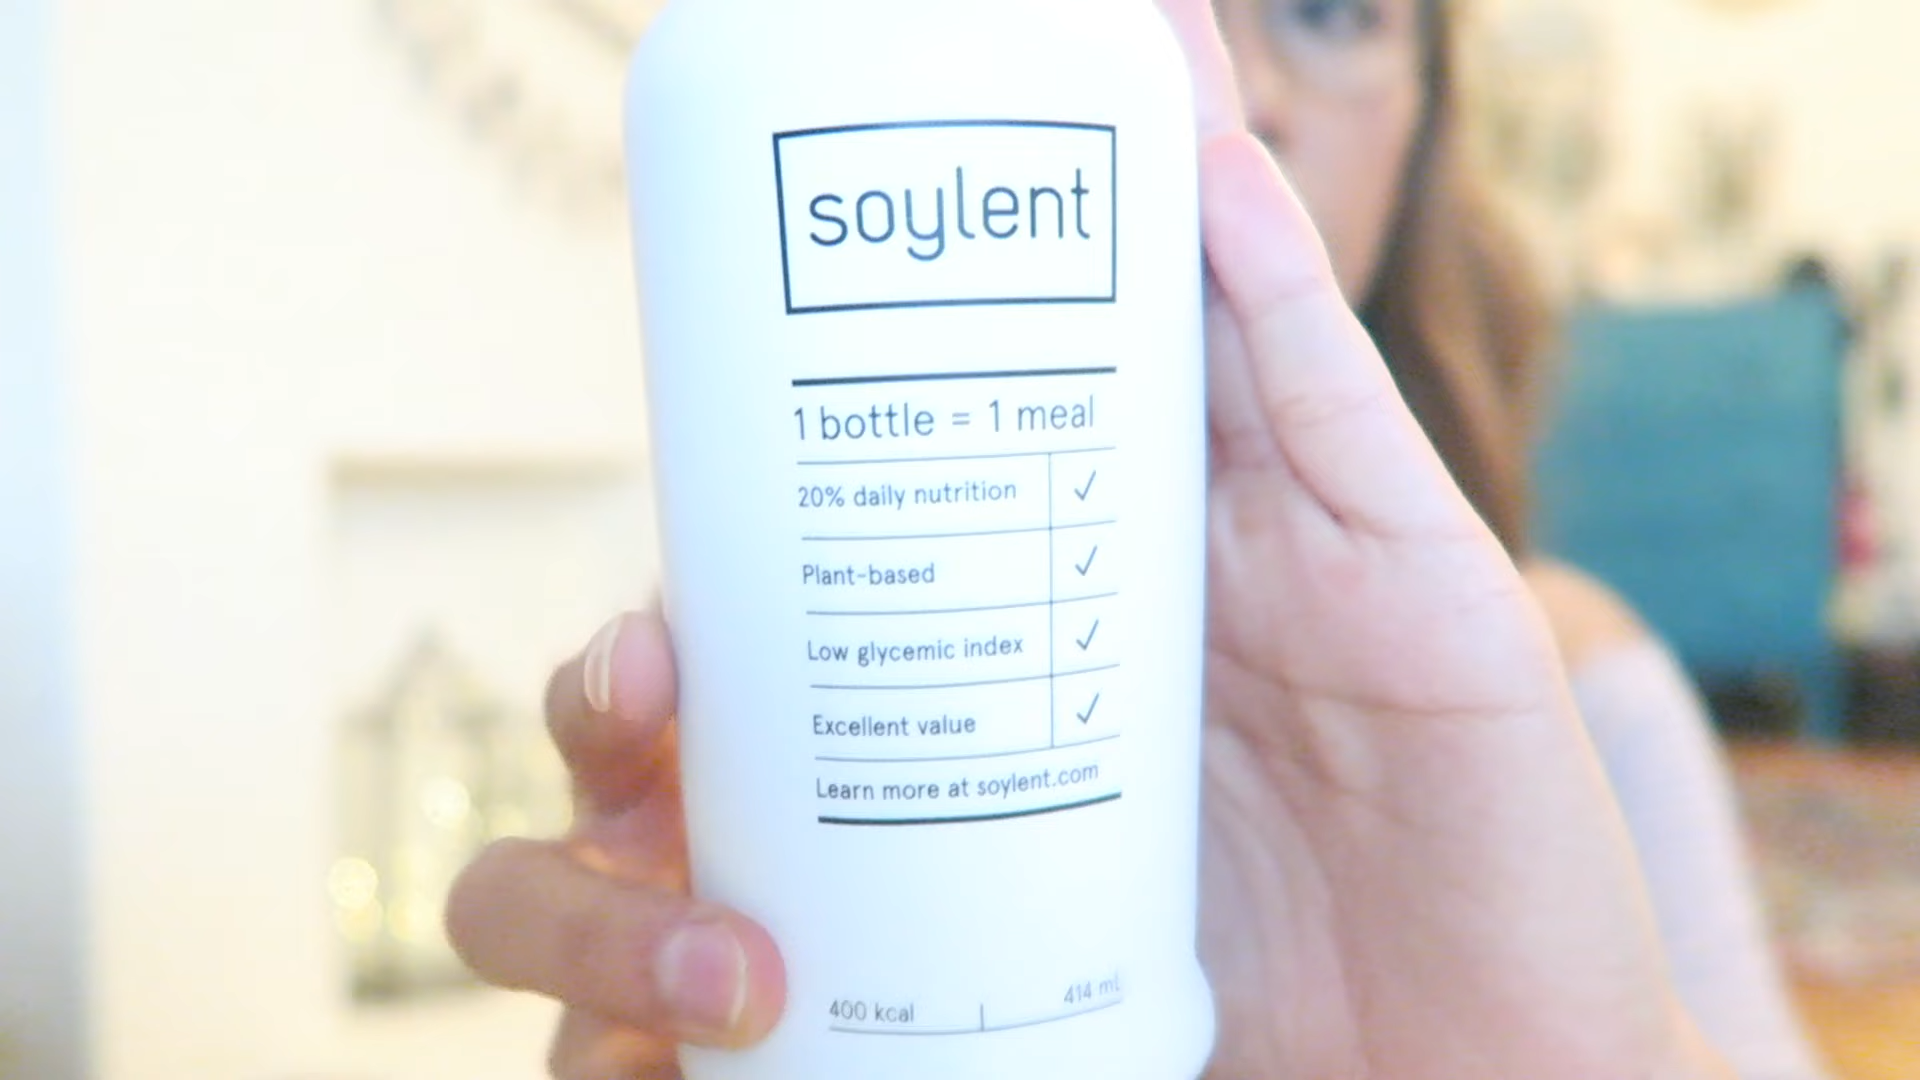 soylent
1 bottle = 1 meal
20% daily nutrition ✓
Plant-based ✓
Low glycemic index ✓
Excellent value ✓
Learn more at soylent.com
400 kcal 414 mL